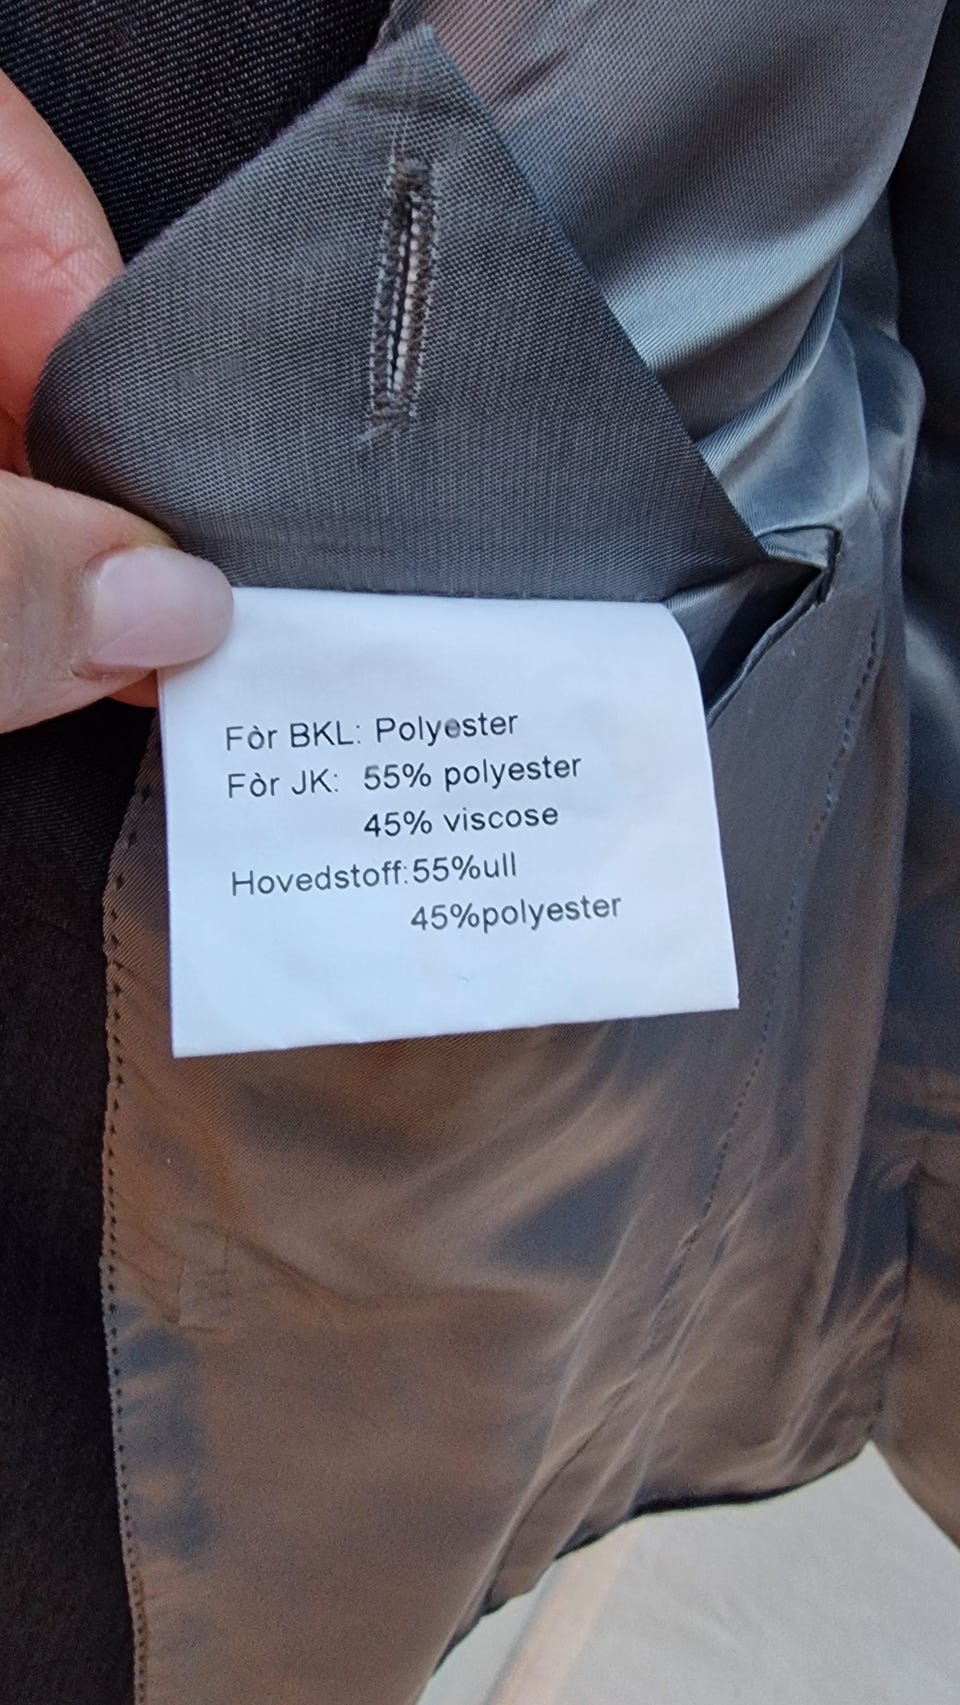 Fòr BKL: Polyester
Fòr JK: 55% polyester
45% viscose
Hovedstoff:55%ull
45%polyester